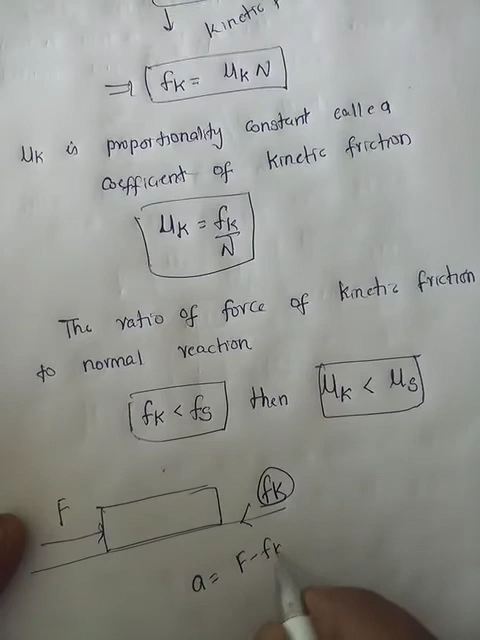 kinetic
⇒ fK = μK N
μK is proportionality constant called
coefficient of kinetic friction
μK = fK/N
The ratio of force of kinetic friction
to normal reaction
fK < fs then μK < μs
F fK
a = F - fK